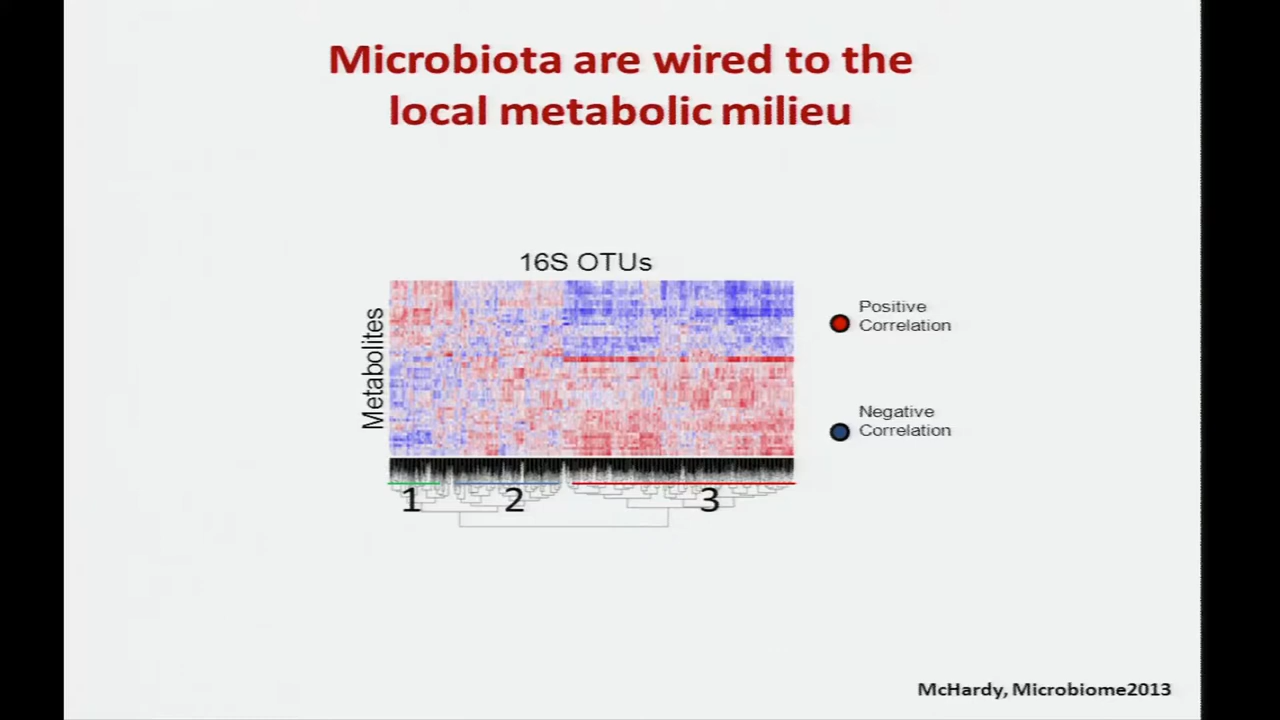 Microbiota are wired to the
local metabolic milieu
16S OTUs
Metabolites
Positive
Correlation
Negative
Correlation
1 2 3
McHardy, Microbiome2013